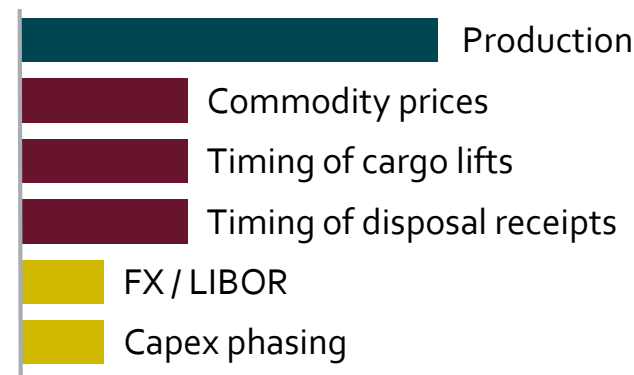 Production
Commodity prices
Timing of cargo lifts
Timing of disposal receipts
FX / LIBOR
Capex phasing